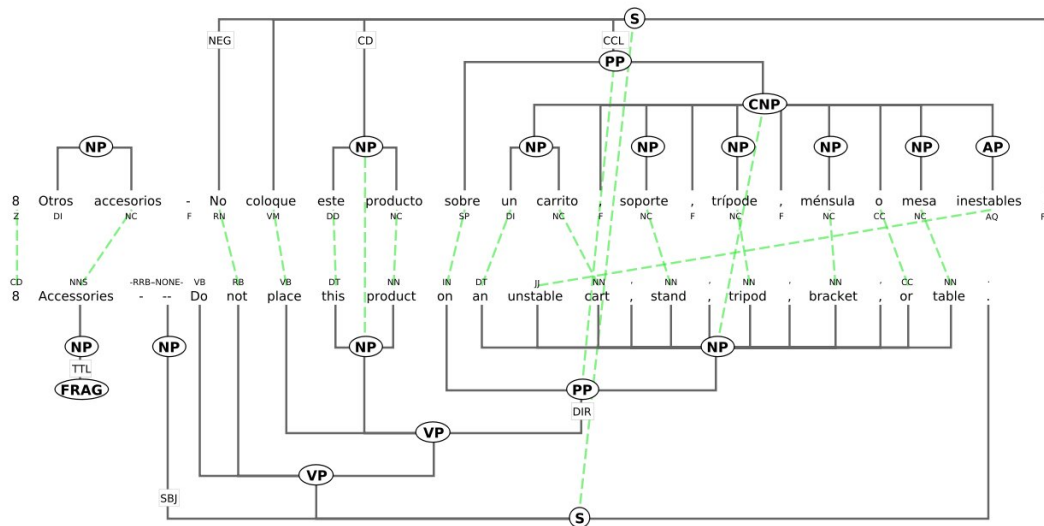 S
NEG CD CCL
PP
CNP
NP NP NP NP NP NP NP AP
8 Otros accesorios - No coloque este producto sobre un carrito , soporte , trípode , ménsula o mesa inestables
Z DI NC F RN VM DD NC SP DI NC F NC F NC F NC CC NC AQ
CD NNS -RRB--NONE- VB RB VB DT NN IN DT JJ NN , NN , NN , NN , CC NN .
8 Accessories - -- Do not place this product on an unstable cart , stand , tripod , bracket , or table .
NP NP NP NP
TTL
FRAG PP
DIR
VP
VP
SBJ
S